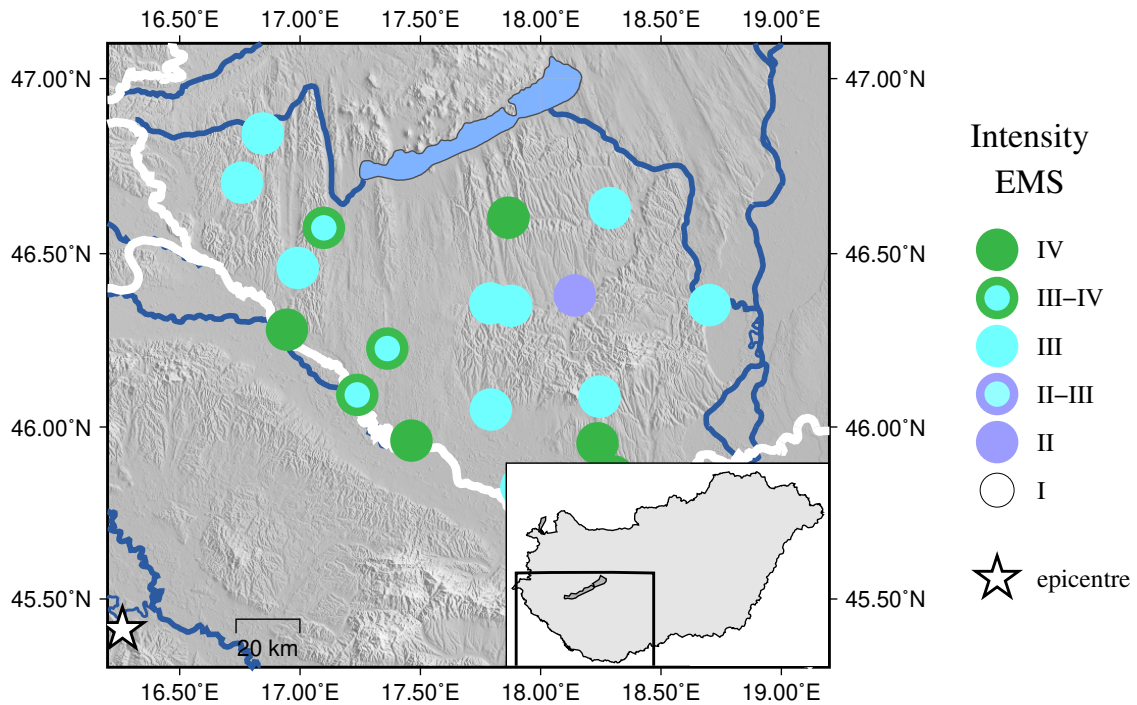 16.50˚E 17.00˚E 17.50˚E 18.00˚E 18.50˚E 19.00˚E
47.00˚N 47.00˚N
46.50˚N 46.50˚N
46.00˚N 46.00˚N
45.50˚N 45.50˚N
20 km
16.50˚E 17.00˚E 17.50˚E 18.00˚E 18.50˚E 19.00˚E
Intensity
EMS
IV
III−IV
III
II−III
II
I
epicentre